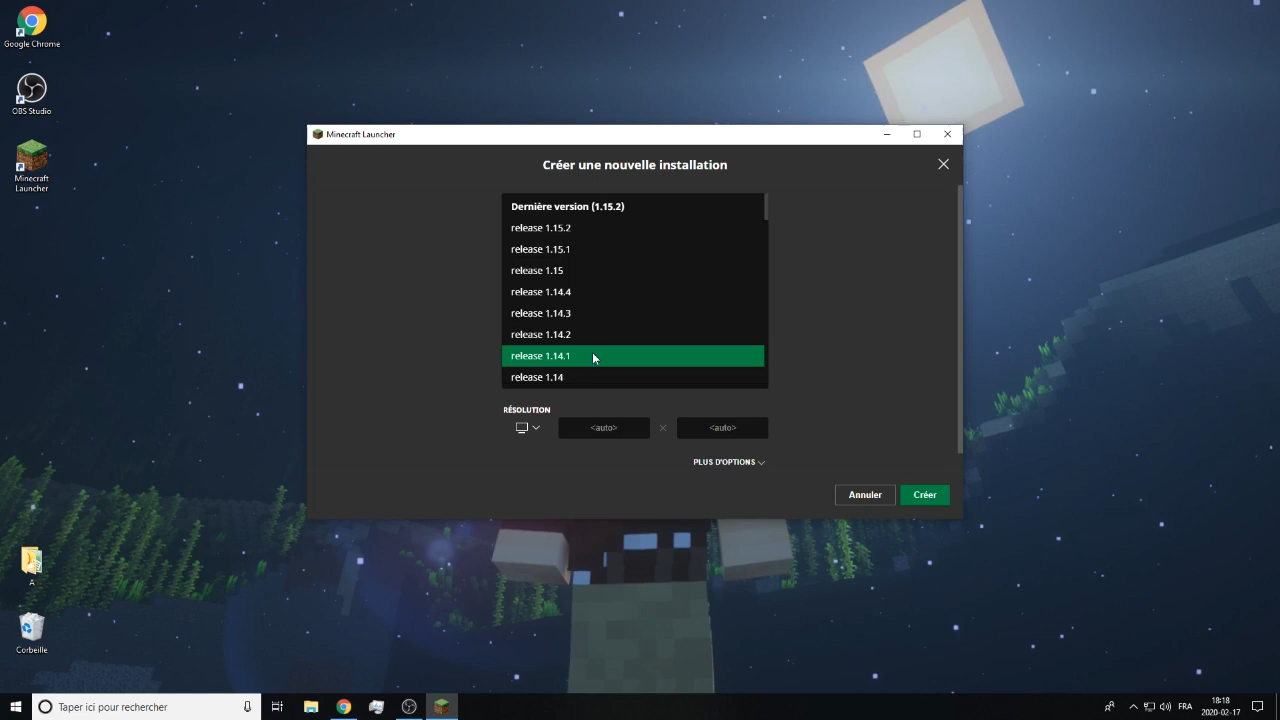 Google Chrome
OBS Studio
Minecraft
Launcher
A
Corbeille
Minecraft Launcher
Créer une nouvelle installation
Dernière version (1.15.2)
release 1.15.2
release 1.15.1
release 1.15
release 1.14.4
release 1.14.3
release 1.14.2
release 1.14.1
release 1.14
RÉSOLUTION
<auto>
<auto>
PLUS D'OPTIONS
Annuler
Créer
Taper ici pour rechercher
FRA
18:18
2020-02-17